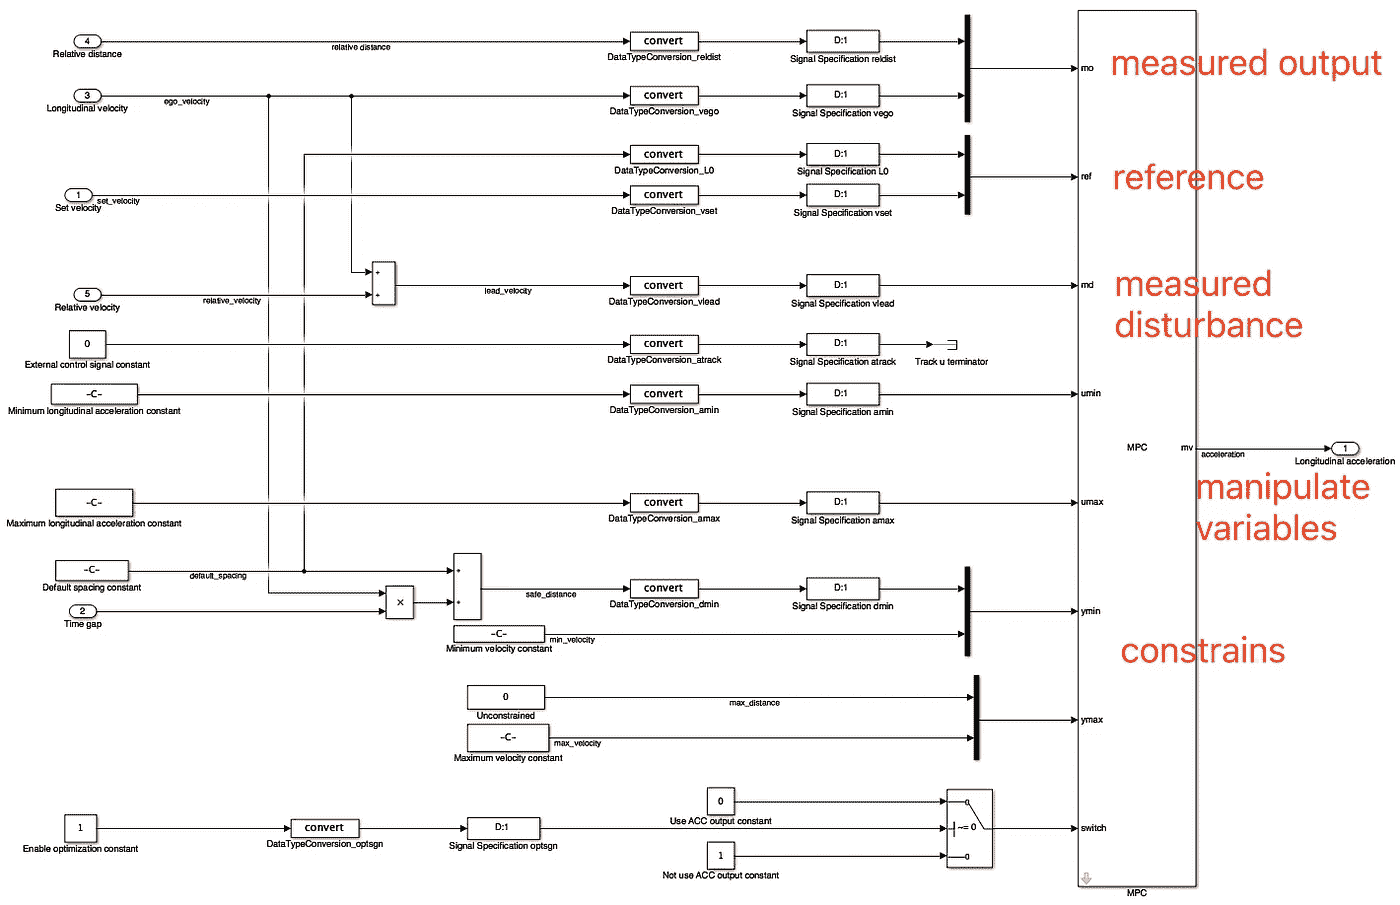 4
Relative distance
relative distance
convert
DataTypeConversion_reldist
D:1
Signal Specification reldist
mo
measured output
3
Longitudinal velocity
ego_velocity
convert
DataTypeConversion_vego
D:1
Signal Specification vego
convert
DataTypeConversion_L0
D:1
Signal Specification L0
ref
reference
1
Set velocity
set_velocity
convert
DataTypeConversion_vset
D:1
Signal Specification vset
+
+
5
Relative velocity
relative_velocity
lead_velocity
convert
DataTypeConversion_vlead
D:1
Signal Specification vlead
md
measured
disturbance
0
External control signal constant
convert
DataTypeConversion_atrack
D:1
Signal Specification atrack
Track u terminator
-C-
Minimum longitudinal acceleration constant
convert
DataTypeConversion_amin
D:1
Signal Specification amin
umin
MPC
mv
acceleration
1
Longitudinal acceleration
manipulate
variables
-C-
Maximum longitudinal acceleration constant
convert
DataTypeConversion_amax
D:1
Signal Specification amax
umax
-C-
Default spacing constant
default_spacing
2
Time gap
×
+
+
safe_distance
convert
DataTypeConversion_dmin
D:1
Signal Specification dmin
-C-
min_velocity
Minimum velocity constant
ymin
constrains
0
Unconstrained
max_distance
-C-
max_velocity
Maximum velocity constant
ymax
1
Enable optimization constant
convert
DataTypeConversion_optsgn
D:1
Signal Specification optsgn
0
Use ACC output constant
1
Not use ACC output constant
~= 0
switch
MPC